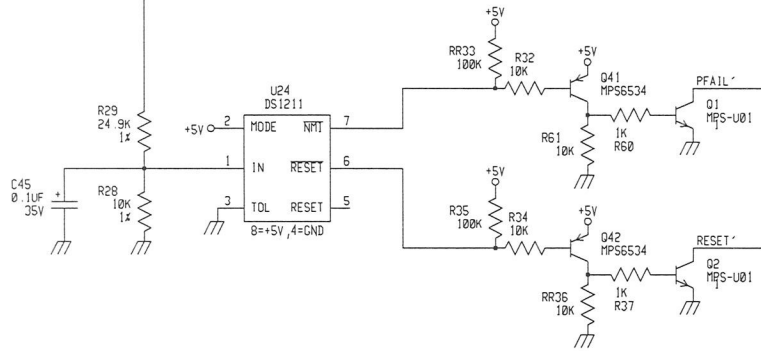 +5V
RR33
100K
R32
10K
+5V
Q41
MPS6534
PFAIL′
Q1
MPS-U01
1
R61
10K
1K
R60
R29
24.9K
1%
U24
DS1211
+5V
2
MODE
NMI
7
1
IN
RESET
6
3
TOL
RESET
5
8=+5V,4=GND
C45
0.1UF
35V
+
R28
10K
1%
+5V
R35
100K
R34
10K
+5V
Q42
MPS6534
RESET′
Q2
MPS-U01
1
RR36
10K
1K
R37